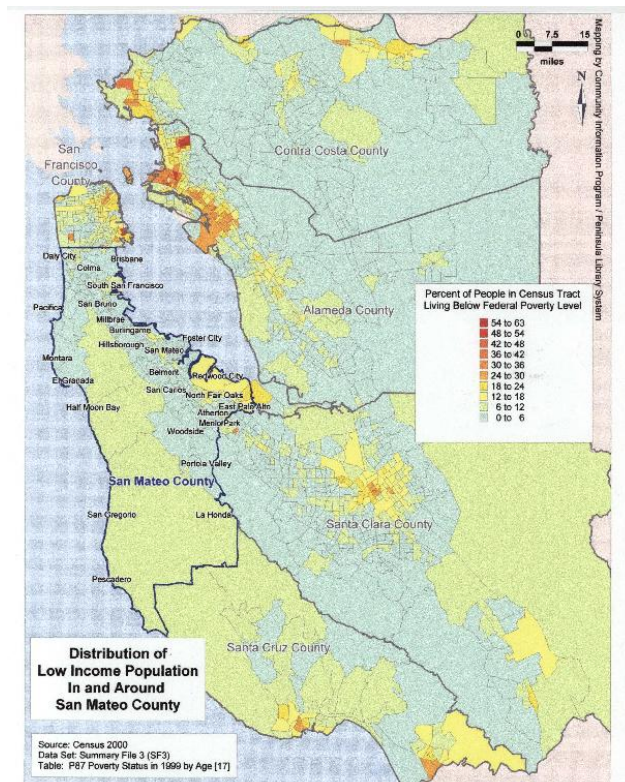 0 7.5 15
miles
N
Mapping by Community Information Program / Peninsula Library System
San
Francisco
County
Contra Costa County
Daly City
Brisbane
Colma
South San Francisco
Pacifica
San Bruno
Millbrae
Burlingame
Hillsborough
Foster City
San Mateo
Montara
Belmont
Redwood City
El Granada
San Carlos
North Fair Oaks
Half Moon Bay
Atherton
East Palo Alto
Menlo Park
Woodside
Portola Valley
San Mateo County
San Gregorio
La Honda
Pescadero
Alameda County
Percent of People in Census Tract
Living Below Federal Poverty Level
54 to 63
48 to 54
42 to 48
36 to 42
30 to 36
24 to 30
18 to 24
12 to 18
6 to 12
0 to 6
Santa Clara County
Santa Cruz County
Distribution of
Low Income Population
In and Around
San Mateo County
Source: Census 2000
Data Set: Summary File 3 (SF3)
Table: P87 Poverty Status in 1999 by Age [17]